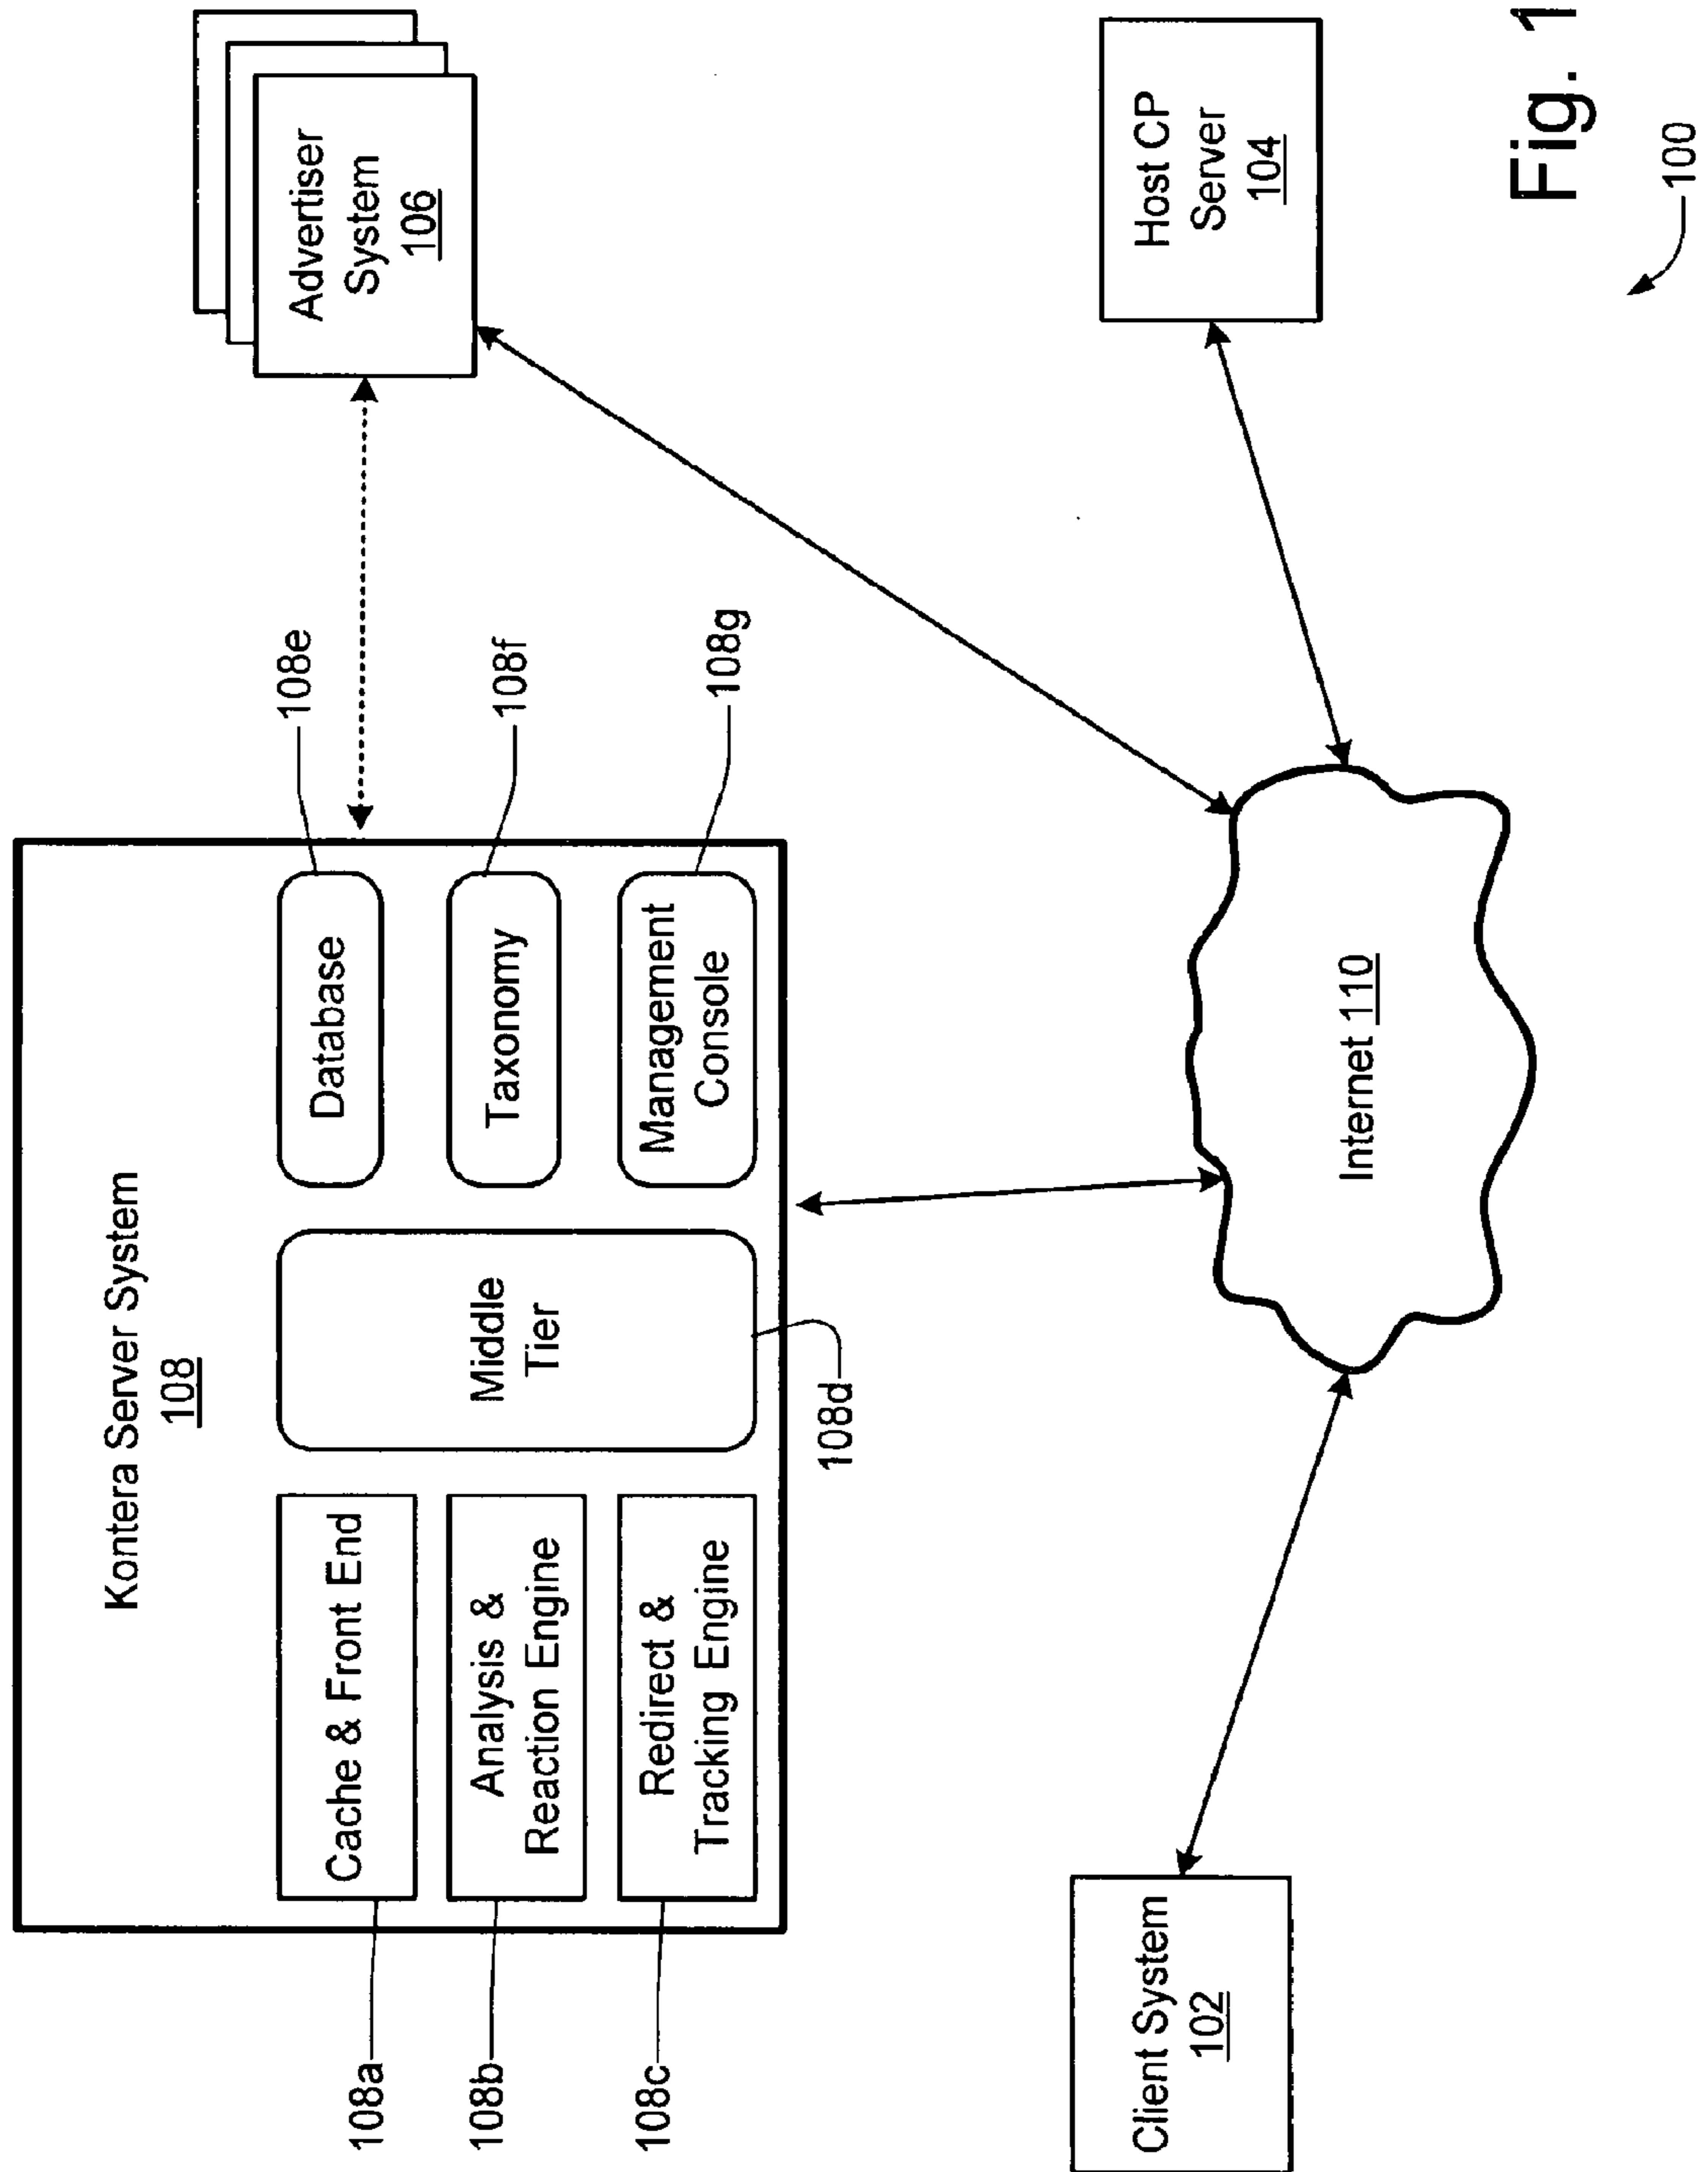 Kontera Server System
108
Cache & Front End
Analysis &
Reaction Engine
Redirect &
Tracking Engine
Middle
Tier
Database
Taxonomy
Management
Console
108a
108b
108c
108d
108e
108f
108g
Advertiser
System
106
Client System
102
Internet 110
Host CP
Server
104
Fig. 1
100